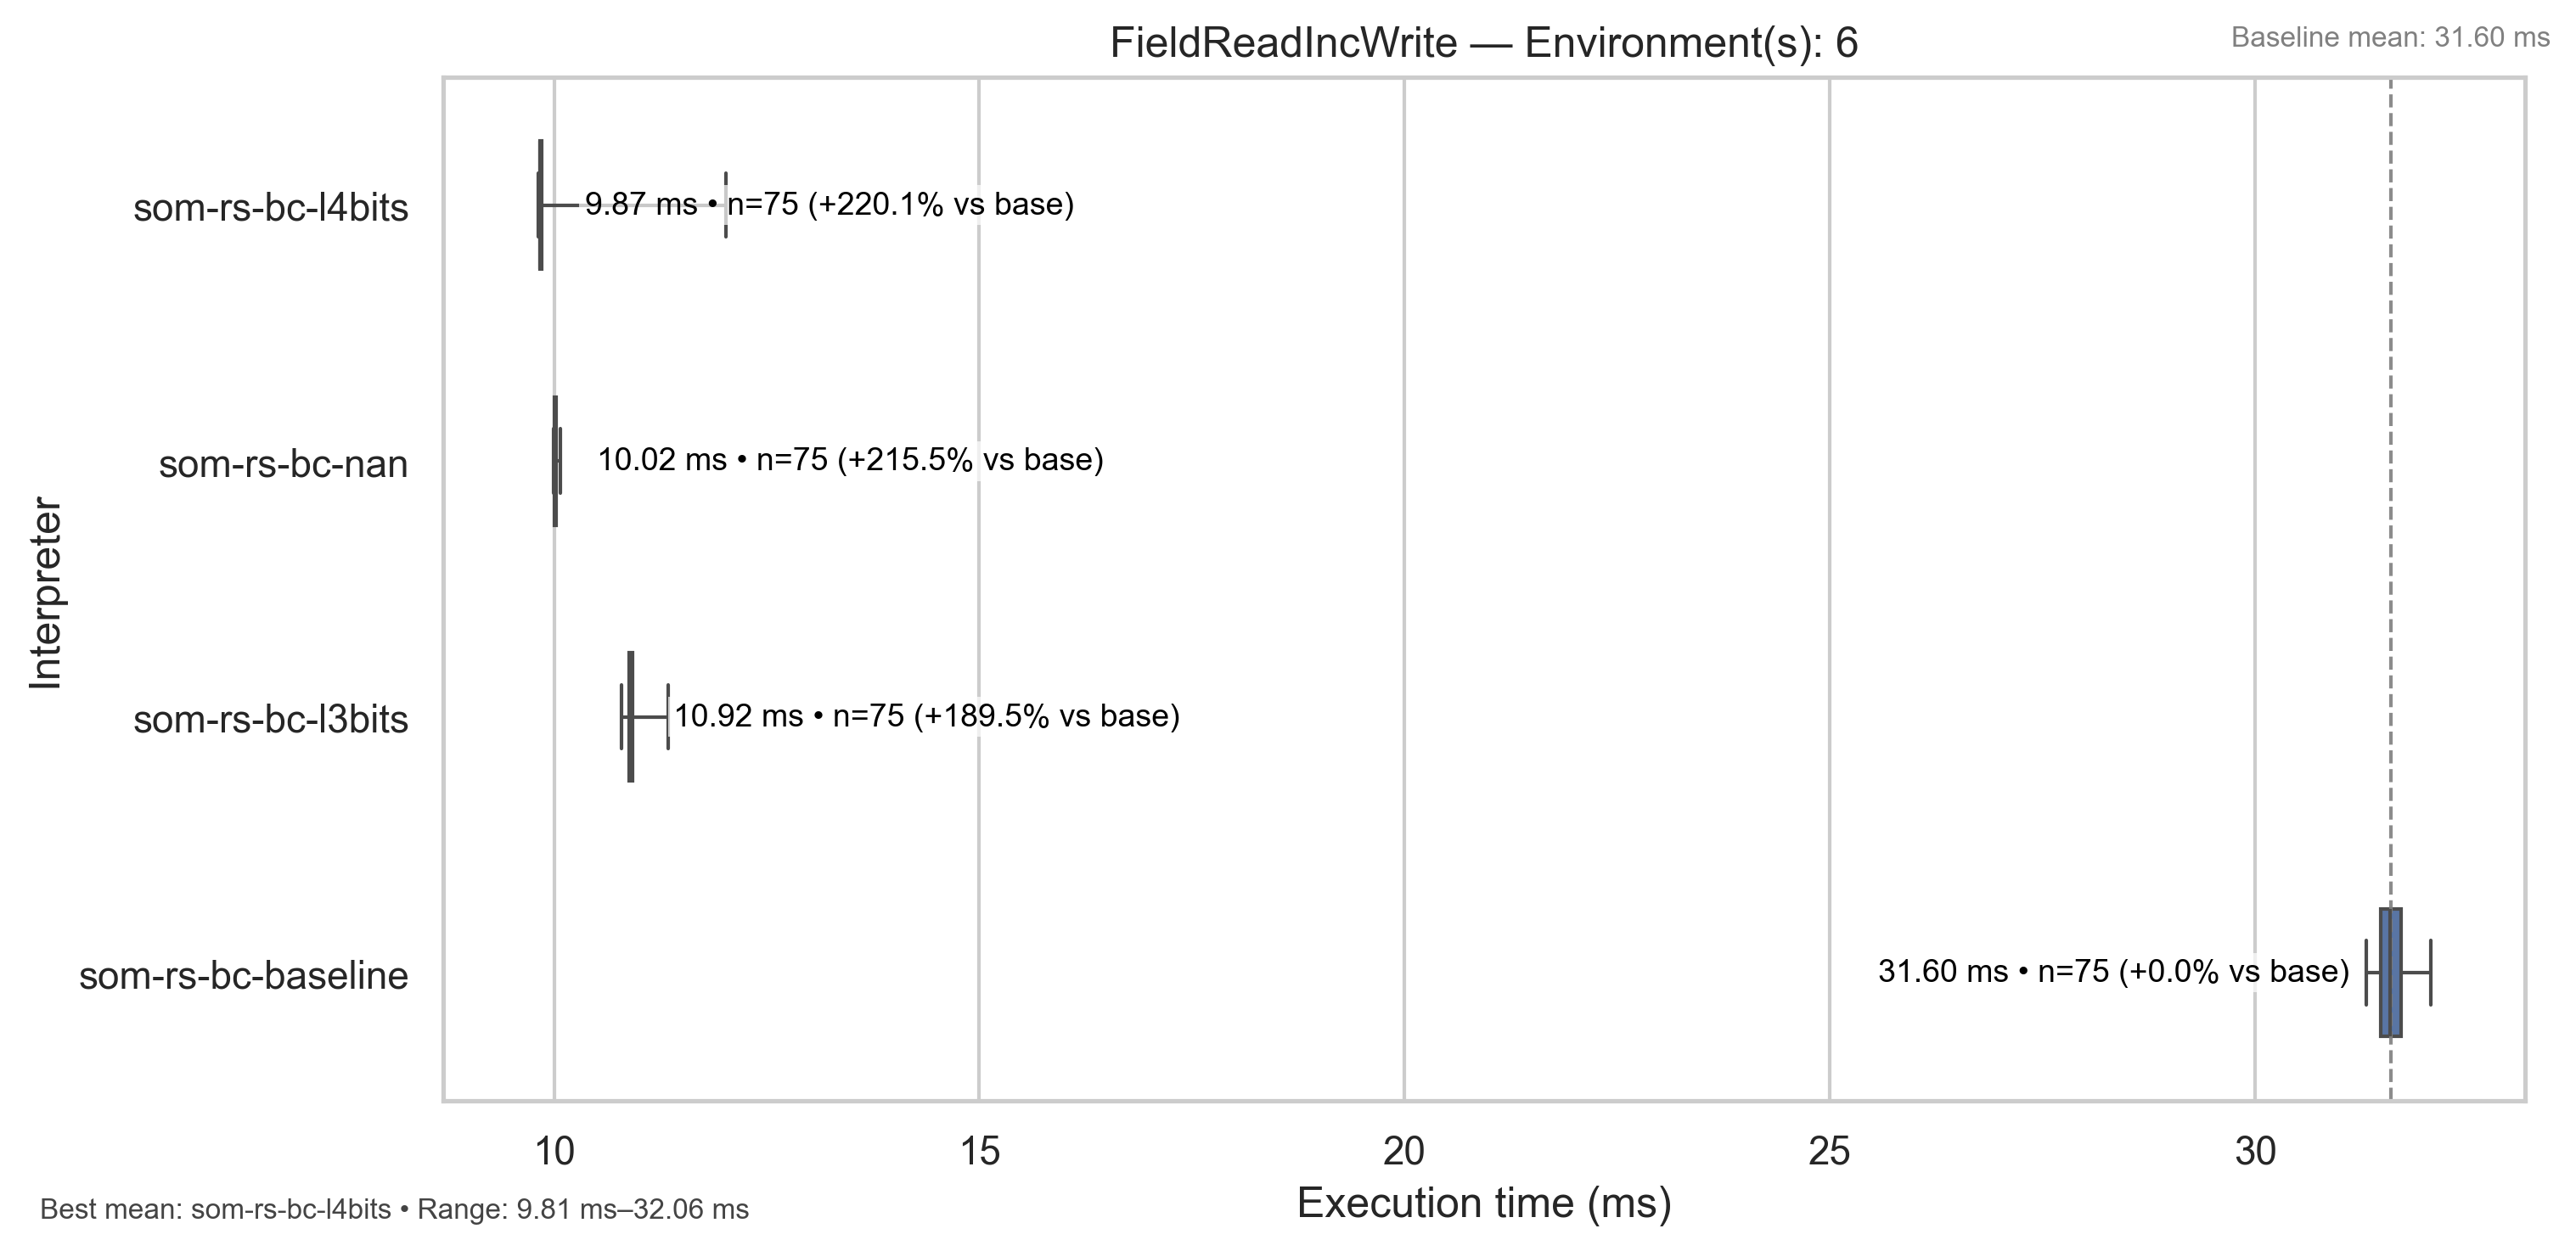 FieldReadIncWrite — Environment(s): 6
Baseline mean: 31.60 ms
Interpreter
som-rs-bc-l4bits
9.87 ms • n=75 (+220.1% vs base)
som-rs-bc-nan
10.02 ms • n=75 (+215.5% vs base)
som-rs-bc-l3bits
10.92 ms • n=75 (+189.5% vs base)
som-rs-bc-baseline
31.60 ms • n=75 (+0.0% vs base)
10 15 20 25 30
Execution time (ms)
Best mean: som-rs-bc-l4bits • Range: 9.81 ms–32.06 ms